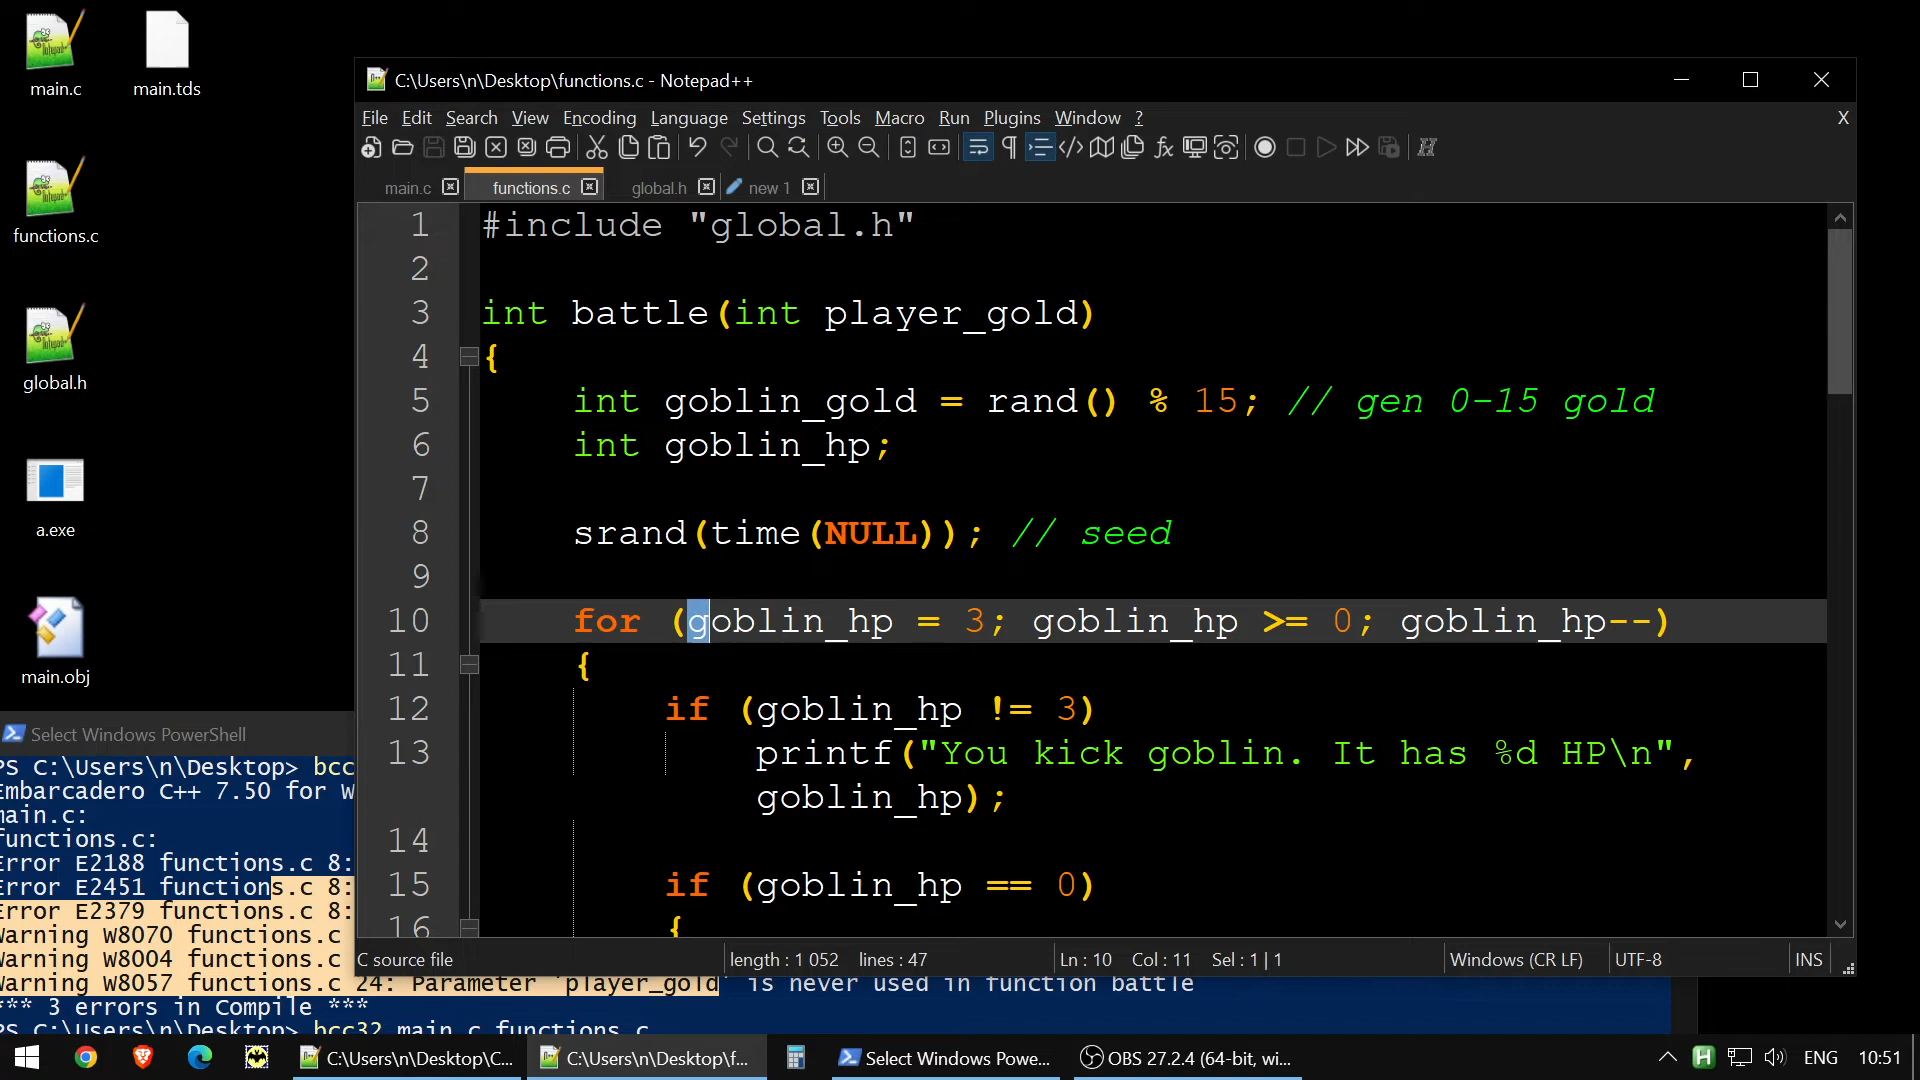 main.c
main.tds
functions.c
global.h
a.exe
main.obj
C:\Users\n\Desktop\functions.c - Notepad++
File Edit Search View Encoding Language Settings Tools Macro Run Plugins Window ?
X
main.c functions.c global.h new 1
1 #include "global.h"
2
3 int battle(int player_gold)
4 {
5 int goblin_gold = rand() % 15; // gen 0-15 gold
6 int goblin_hp;
7
8 srand(time(NULL)); // seed
9
10 for (goblin_hp = 3; goblin_hp >= 0; goblin_hp--)
11 {
12 if (goblin_hp != 3)
13 printf("You kick goblin. It has %d HP\n",
goblin_hp);
14
15 if (goblin_hp == 0)
16 {
C source file length : 1 052 lines : 47 Ln : 10 Col : 11 Sel : 1 | 1 Windows (CR LF) UTF-8 INS
Select Windows PowerShell
PS C:\Users\n\Desktop> bcc
Embarcadero C++ 7.50 for W
main.c:
functions.c:
Error E2188 functions.c 8:
Error E2451 functions.c 8:
Error E2379 functions.c 8:
Warning W8070 functions.c
Warning W8004 functions.c
Warning W8057 functions.c 24: Parameter 'player_gold' is never used in function battle
*** 3 errors in Compile ***
PS C:\Users\n\Desktop> bcc32 main.c functions.c
C:\Users\n\Desktop\C... C:\Users\n\Desktop\f... Select Windows Powe... OBS 27.2.4 (64-bit, wi... ENG 10:51